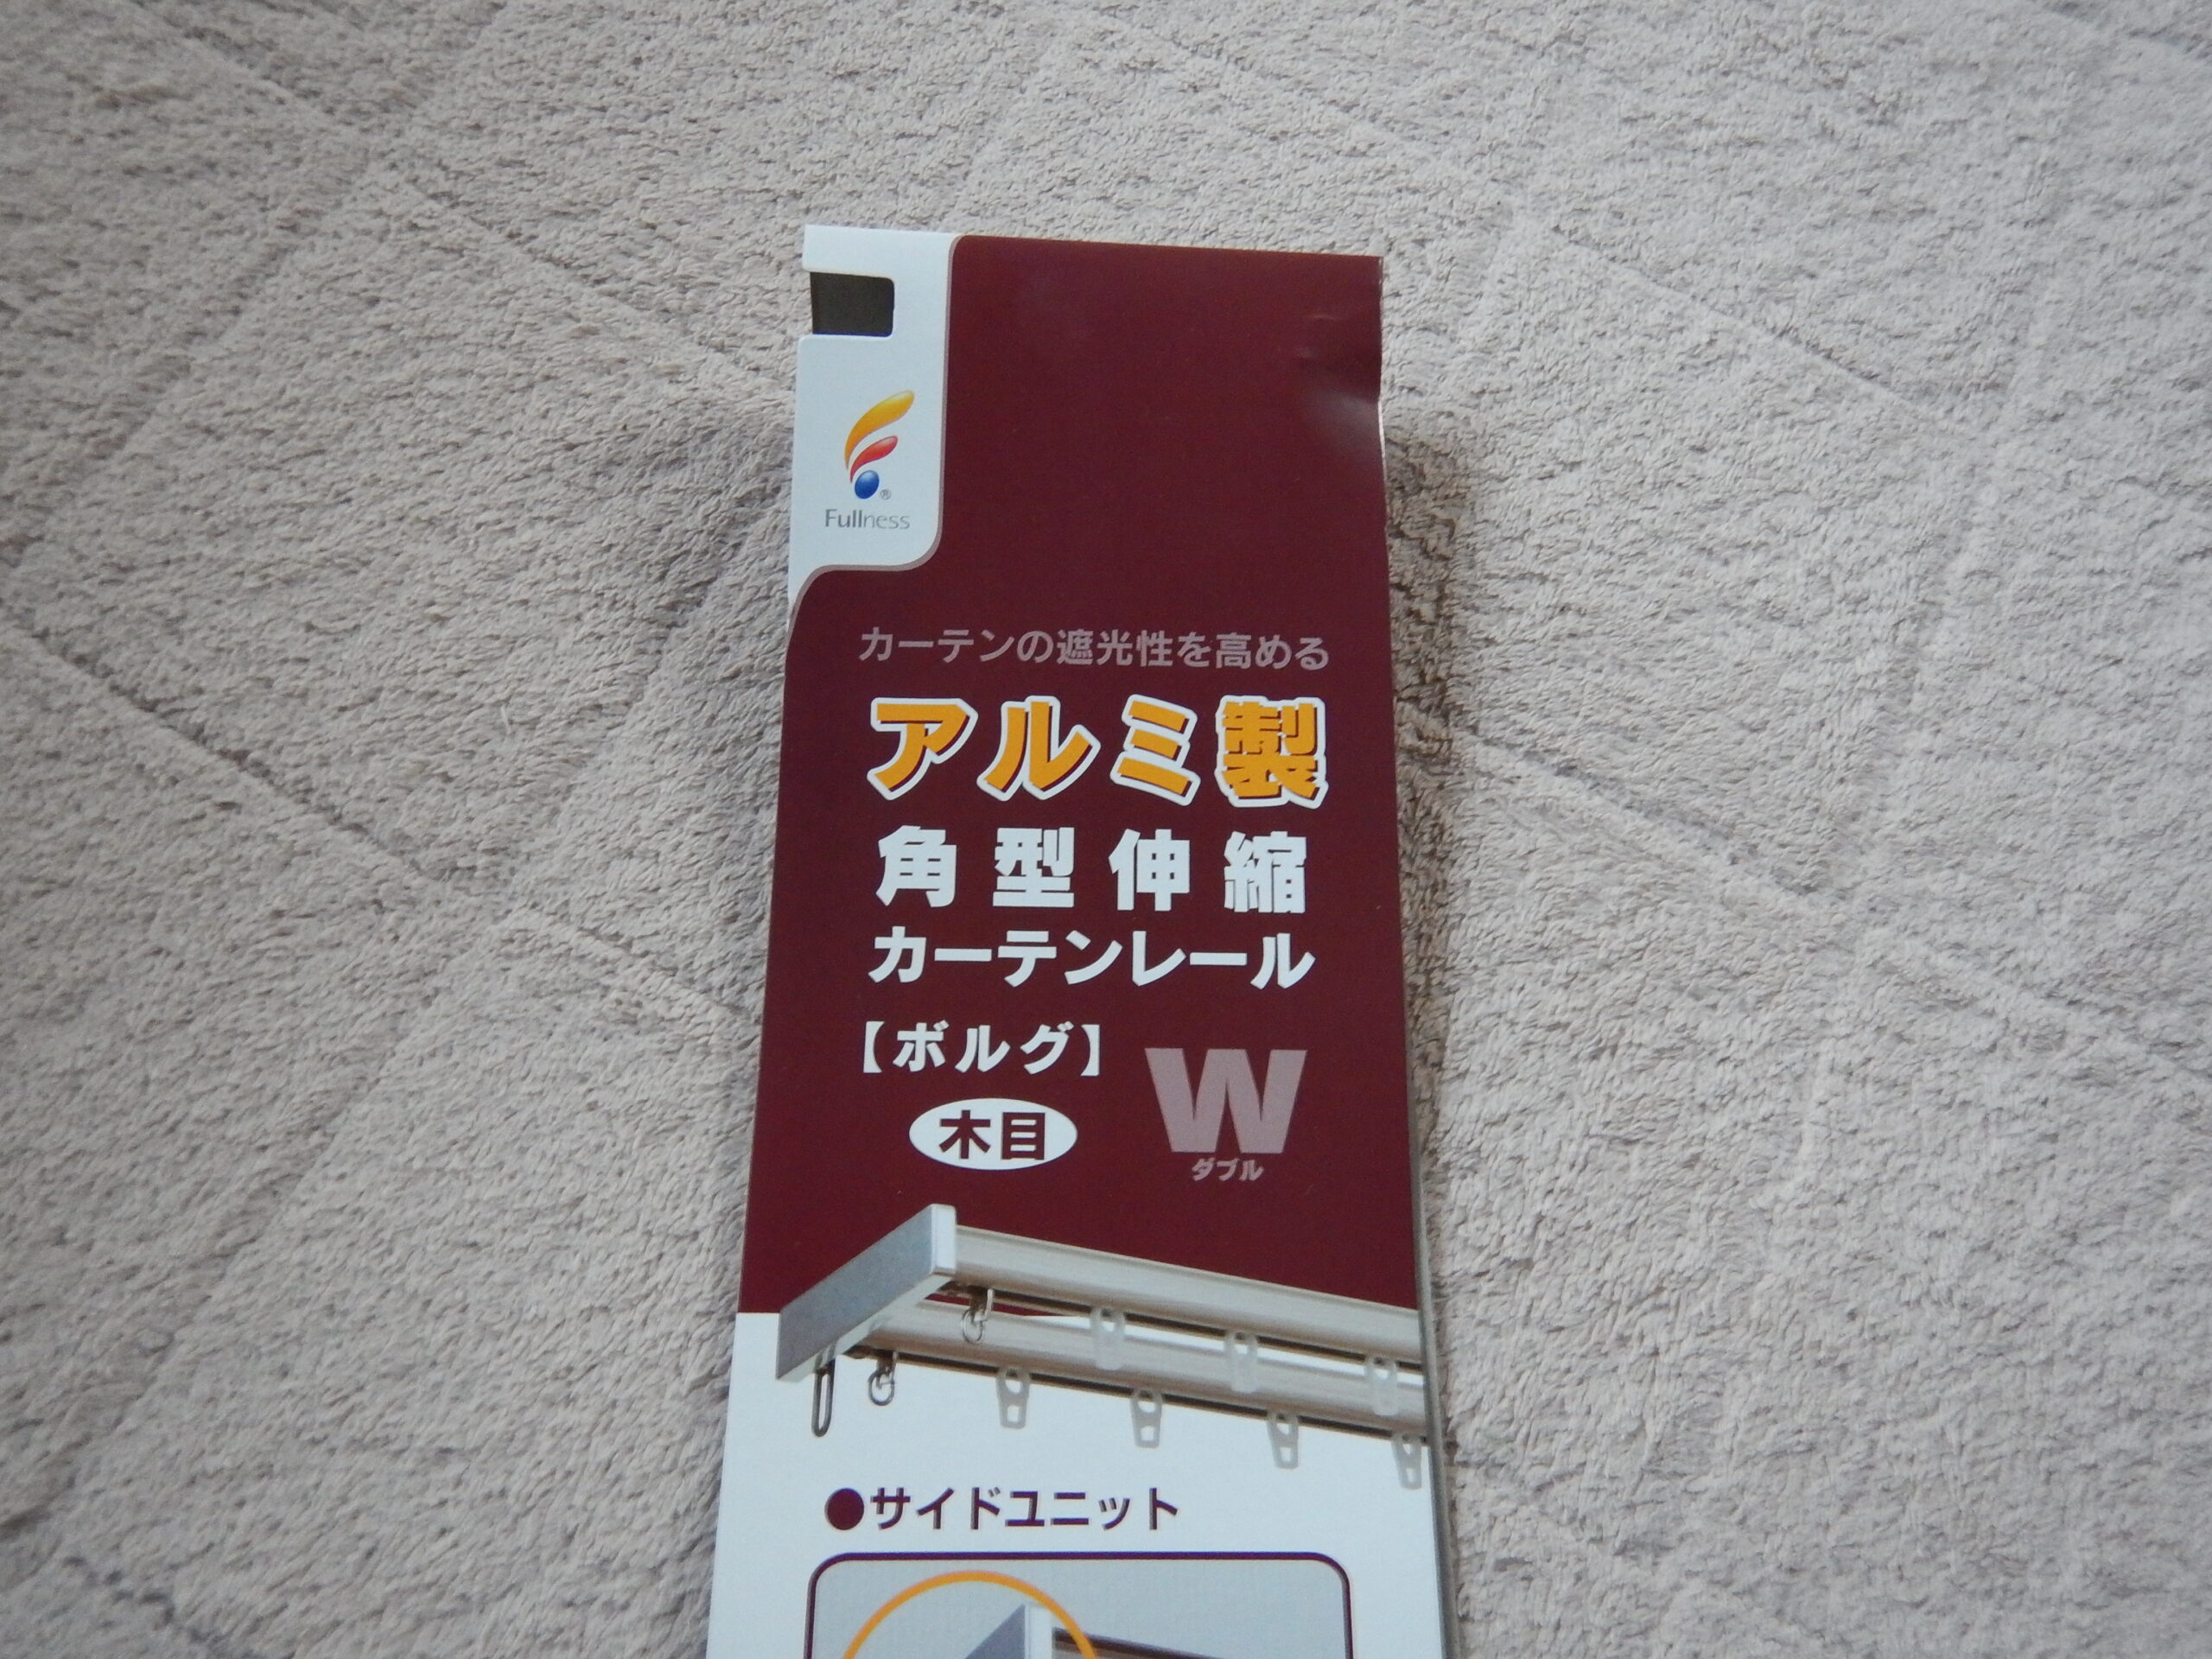 Fullness
カーテンの遮光性を高める
アルミ製
角型伸縮
カーテンレール
【ボルグ】
木目
W
ダブル
●サイドユニット